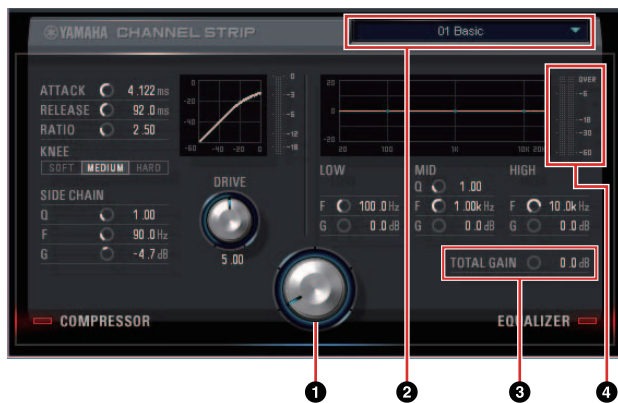 YAMAHA CHANNEL STRIP
01 Basic
ATTACK 4.122 ms
RELEASE 92.0 ms
RATIO 2.50
KNEE
SOFT MEDIUM HARD
SIDE CHAIN
Q 1.00
F 90.0 Hz
G -4.7 dB
0
-20
-40
-60 -40 -20 0
0
-3
-6
-12
-18
DRIVE
5.00
20
0
-20
20 100 1K 10K 20K
OVER
-6
-18
-30
-60
LOW
F 100.0 Hz
G 0.0 dB
MID
Q 1.00
F 1.00k Hz
G 0.0 dB
HIGH
F 10.0k Hz
G 0.0 dB
TOTAL GAIN 0.0 dB
COMPRESSOR
EQUALIZER
1 2 3 4